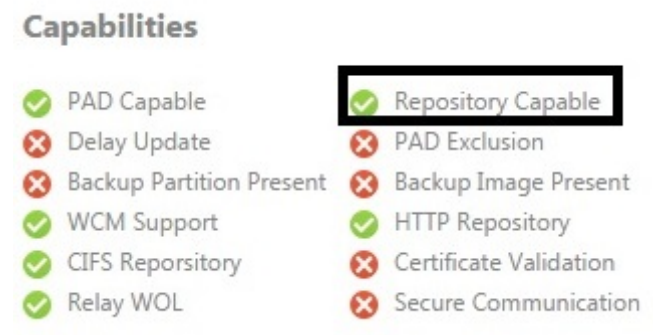 Capabilities
PAD Capable
Repository Capable
Delay Update
PAD Exclusion
Backup Partition Present
Backup Image Present
WCM Support
HTTP Repository
CIFS Reporsitory
Certificate Validation
Relay WOL
Secure Communication